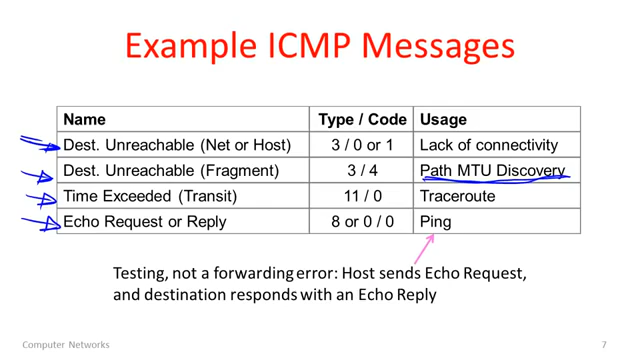 Example ICMP Messages
Name Type / Code Usage
Dest. Unreachable (Net or Host) 3 / 0 or 1 Lack of connectivity
Dest. Unreachable (Fragment) 3 / 4 Path MTU Discovery
Time Exceeded (Transit) 11 / 0 Traceroute
Echo Request or Reply 8 or 0 / 0 Ping
Testing, not a forwarding error: Host sends Echo Request,
and destination responds with an Echo Reply
Computer Networks 7